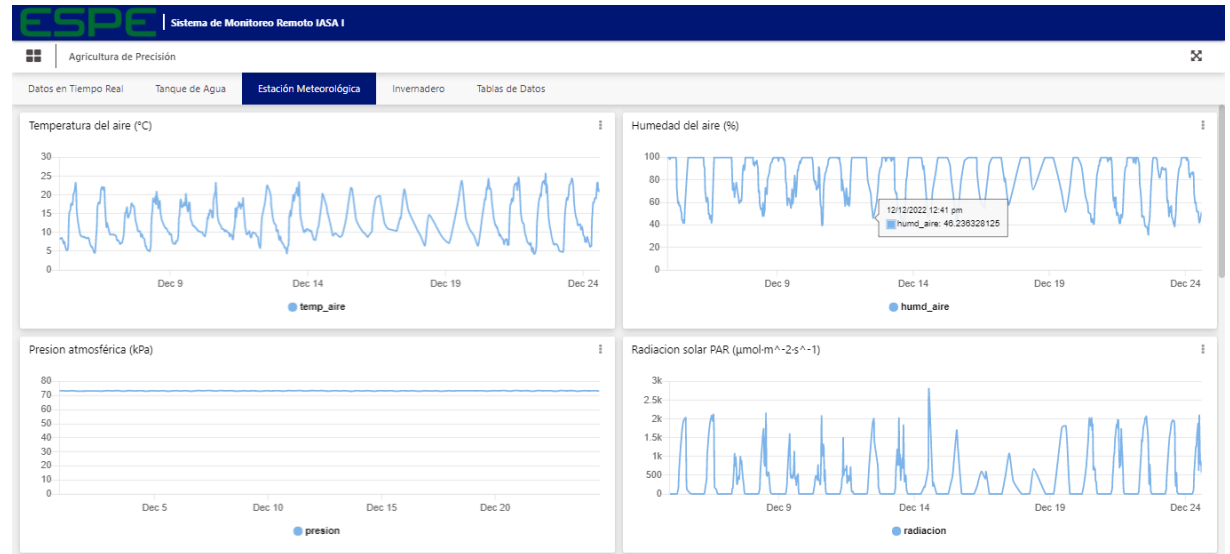 ESPE Sistema de Monitoreo Remoto IASA I
Agricultura de Precisión
Datos en Tiempo Real Tanque de Agua Estación Meteorológica Invernadero Tablas de Datos
Temperatura del aire (°C)
30
25
20
15
10
5
0
Dec 9 Dec 14 Dec 19 Dec 24
temp_aire
Humedad del aire (%)
100
80
60
40
20
0
12/12/2022 12:41 pm
humd_aire: 46.236328125
Dec 9 Dec 14 Dec 19 Dec 24
humd_aire
Presion atmosférica (kPa)
80
70
60
50
40
30
20
10
0
Dec 5 Dec 10 Dec 15 Dec 20
presion
Radiacion solar PAR (µmol·m^-2·s^-1)
3k
2.5k
2k
1.5k
1k
500
0
Dec 9 Dec 14 Dec 19 Dec 24
radiacion